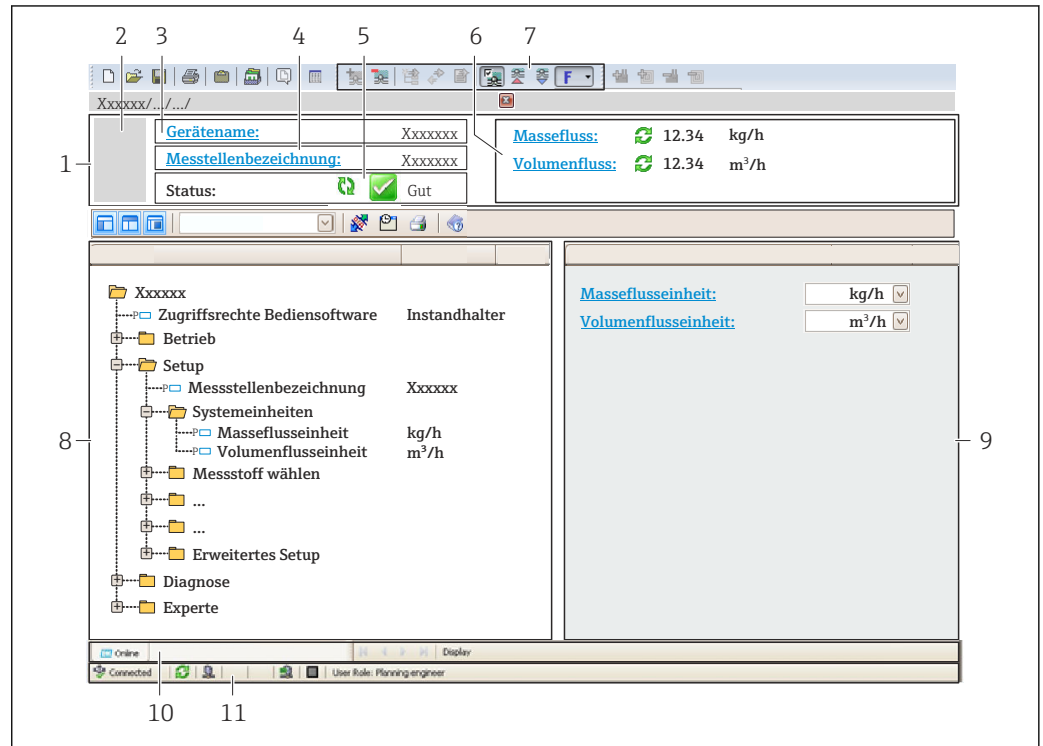 2 3 4 5 6 7
F
Xxxxxx/.../.../
1
Gerätename: Xxxxxxx
Messtellenbezeichnung: Xxxxxxx
Status: Gut
Massefluss: 12.34 kg/h
Volumenfluss: 12.34 m³/h
Xxxxxx
P Zugriffsrechte Bediensoftware Instandhalter
Betrieb
Setup
P Messstellenbezeichnung Xxxxxx
Systemeinheiten
P Masseflusseinheit kg/h
P Volumenflusseinheit m³/h
Messstoff wählen
...
...
Erweitertes Setup
Diagnose
Experte
8
Masseflusseinheit: kg/h
Volumenflusseinheit: m³/h
9
Online Display
Connected User Role: Planning engineer
10 11